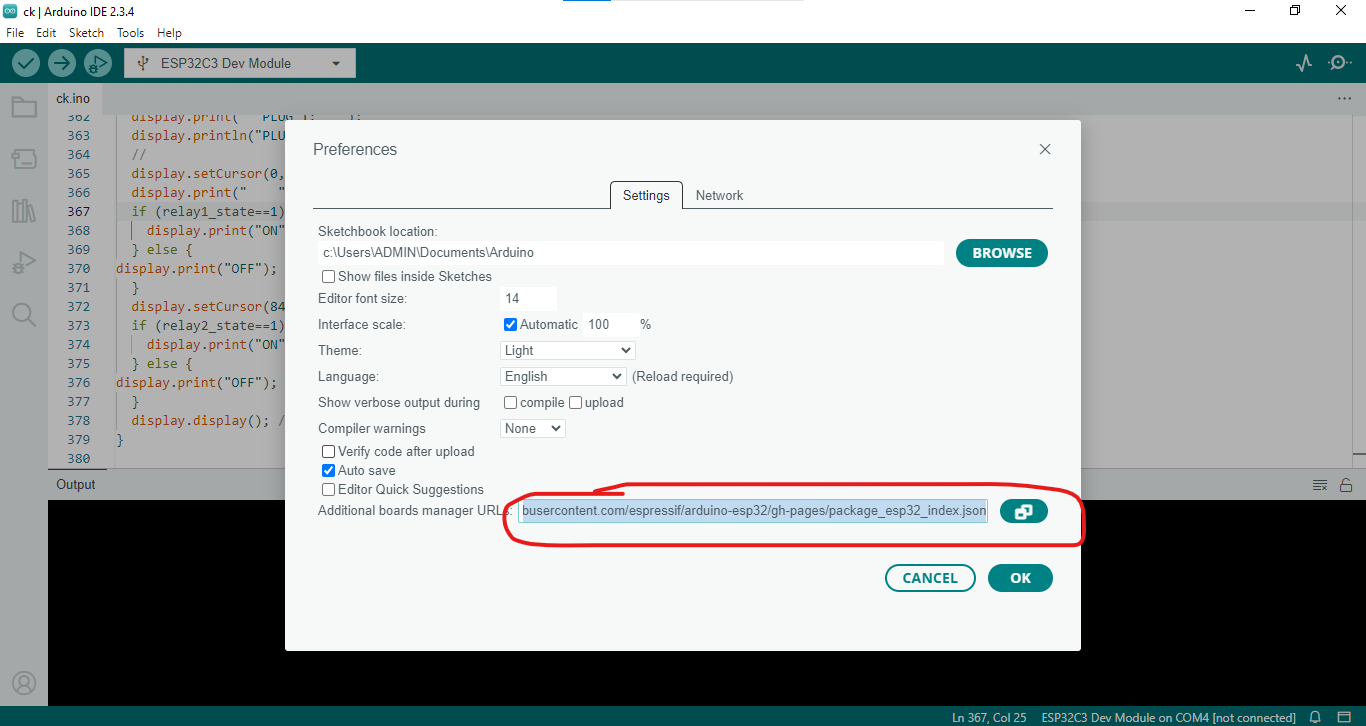 ck | Arduino IDE 2.3.4
File Edit Sketch Tools Help
ESP32C3 Dev Module
ck.ino
362 display.print(" PLUG 1: ");
363 display.println("PLU
364 //
365 display.setCursor(0,
366 display.print(" "
367 if (relay1_state==1)
368 display.print("ON"
369 } else {
370 display.print("OFF");
371 }
372 display.setCursor(84
373 if (relay2_state==1)
374 display.print("ON"
375 } else {
376 display.print("OFF");
377 }
378 display.display(); /
379 }
380
Preferences
Settings Network
Sketchbook location:
c:\Users\ADMIN\Documents\Arduino
BROWSE
Show files inside Sketches
Editor font size: 14
Interface scale: Automatic 100 %
Theme: Light
Language: English (Reload required)
Show verbose output during compile upload
Compiler warnings None
Verify code after upload
Auto save
Editor Quick Suggestions
Additional boards manager URLs: busercontent.com/espressif/arduino-esp32/gh-pages/package_esp32_index.json
CANCEL OK
Output
Ln 367, Col 25 ESP32C3 Dev Module on COM4 [not connected]